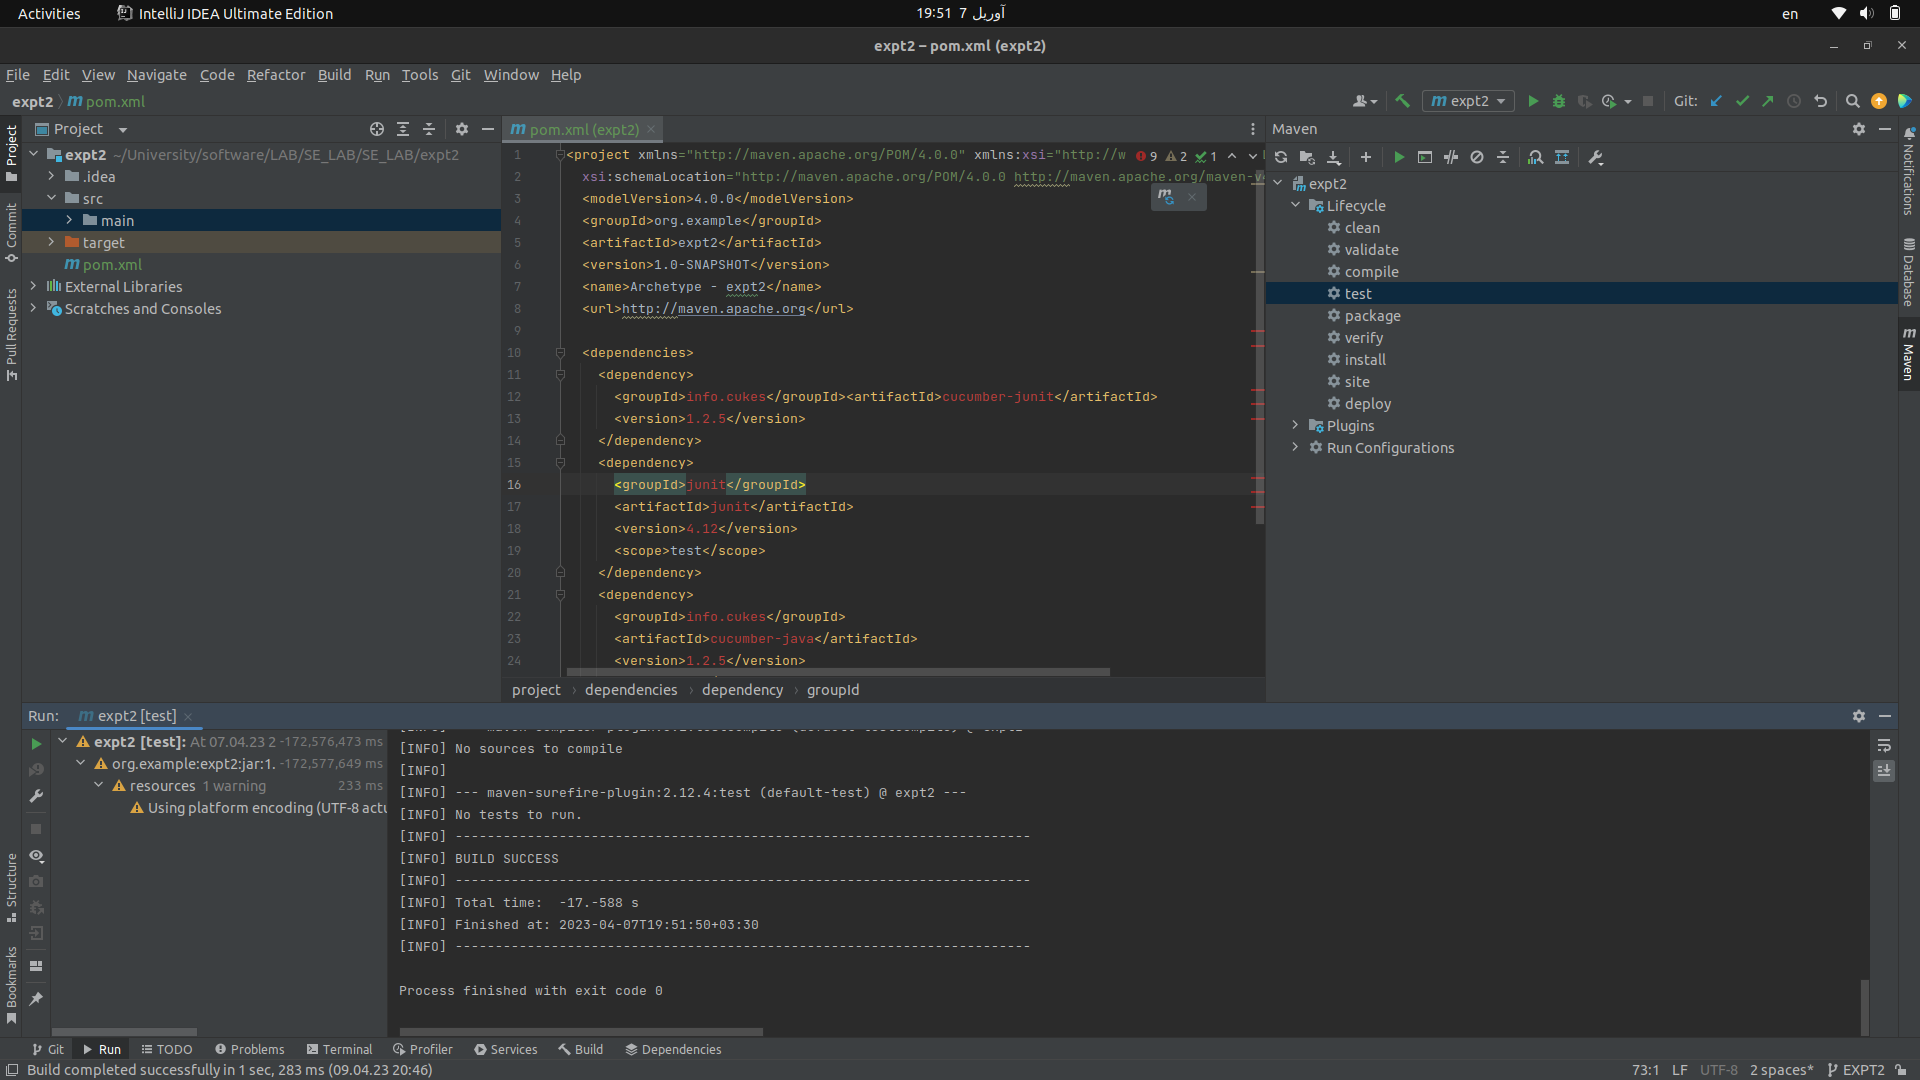 Activities
IntelliJ IDEA Ultimate Edition
19:51 7 آوریل
en
expt2 – pom.xml (expt2)
File Edit View Navigate Code Refactor Build Run Tools Git Window Help
expt2 pom.xml
expt2
Git:
Project
Commit
Pull Requests
Structure
Bookmarks
Project
expt2 ~/University/software/LAB/SE_LAB/SE_LAB/expt2
.idea
src
main
target
pom.xml
External Libraries
Scratches and Consoles
pom.xml (expt2)
9 2 1
1 <project xmlns="http://maven.apache.org/POM/4.0.0" xmlns:xsi="http://w
2 xsi:schemaLocation="http://maven.apache.org/POM/4.0.0 http://maven.apache.org/maven-v4
3 <modelVersion>4.0.0</modelVersion>
4 <groupId>org.example</groupId>
5 <artifactId>expt2</artifactId>
6 <version>1.0-SNAPSHOT</version>
7 <name>Archetype - expt2</name>
8 <url>http://maven.apache.org</url>
9
10 <dependencies>
11 <dependency>
12 <groupId>info.cukes</groupId><artifactId>cucumber-junit</artifactId>
13 <version>1.2.5</version>
14 </dependency>
15 <dependency>
16 <groupId>junit</groupId>
17 <artifactId>junit</artifactId>
18 <version>4.12</version>
19 <scope>test</scope>
20 </dependency>
21 <dependency>
22 <groupId>info.cukes</groupId>
23 <artifactId>cucumber-java</artifactId>
24 <version>1.2.5</version>
project › dependencies › dependency › groupId
Maven
expt2
Lifecycle
clean
validate
compile
test
package
verify
install
site
deploy
Plugins
Run Configurations
Notifications
Database
Maven
Run: expt2 [test]
expt2 [test]: At 07.04.23 2 -172,576,473 ms
org.example:expt2:jar:1. -172,577,649 ms
resources 1 warning 233 ms
Using platform encoding (UTF-8 actu
[INFO] No sources to compile
[INFO]
[INFO] --- maven-surefire-plugin:2.12.4:test (default-test) @ expt2 ---
[INFO] No tests to run.
[INFO] ------------------------------------------------------------------------
[INFO] BUILD SUCCESS
[INFO] ------------------------------------------------------------------------
[INFO] Total time:  -17.-588 s
[INFO] Finished at: 2023-04-07T19:51:50+03:30
[INFO] ------------------------------------------------------------------------
Process finished with exit code 0
Git Run TODO Problems Terminal Profiler Services Build Dependencies
Build completed successfully in 1 sec, 283 ms (09.04.23 20:46)
73:1 LF UTF-8 2 spaces* EXPT2